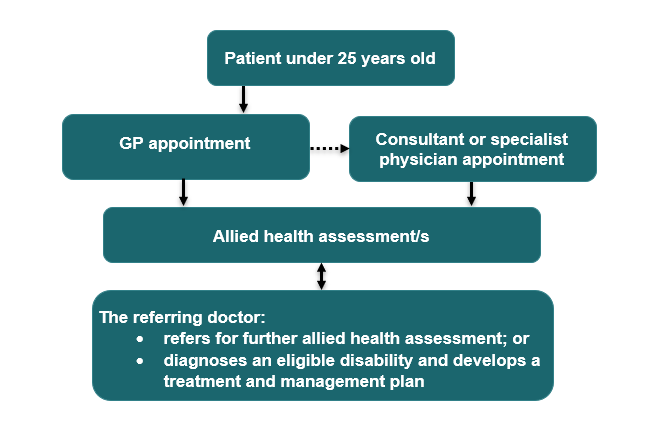 Patient under 25 years old
GP appointment
Consultant or specialist
physician appointment
Allied health assessment/s
The referring doctor:
• refers for further allied health assessment; or
• diagnoses an eligible disability and develops a
treatment and management plan